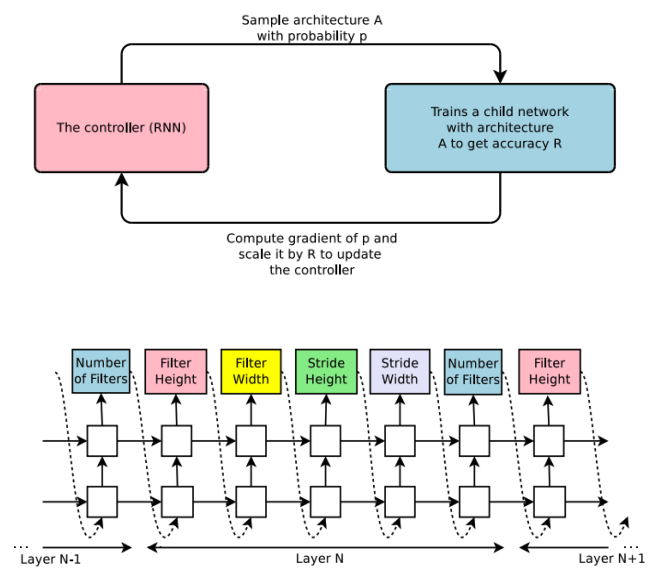 Sample architecture A
with probability p
The controller (RNN)
Trains a child network
with architecture
A to get accuracy R
Compute gradient of p and
scale it by R to update
the controller
Number
of Filters
Filter
Height
Filter
Width
Stride
Height
Stride
Width
Number
of Filters
Filter
Height
... Layer N-1
Layer N
Layer N+1 ...